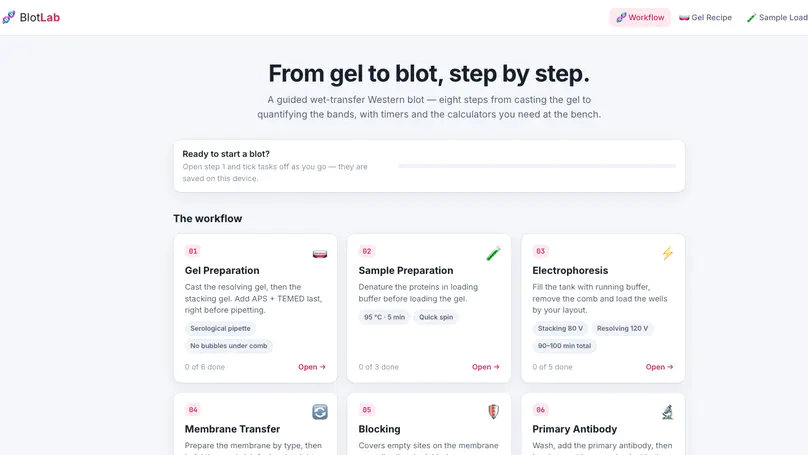 BlotLab
Workflow
Gel Recipe
Sample Load
From gel to blot, step by step.
A guided wet-transfer Western blot — eight steps from casting the gel to
quantifying the bands, with timers and the calculators you need at the bench.
Ready to start a blot?
Open step 1 and tick tasks off as you go — they are
saved on this device.
The workflow
01
Gel Preparation
Cast the resolving gel, then the
stacking gel. Add APS + TEMED last,
right before pipetting.
Serological pipette
No bubbles under comb
0 of 6 done
Open →
02
Sample Preparation
Denature the proteins in loading
buffer before loading the gel.
95 °C · 5 min
Quick spin
0 of 3 done
Open →
03
Electrophoresis
Fill the tank with running buffer,
remove the comb and load the wells
by your layout.
Stacking 80 V
Resolving 120 V
90–100 min total
0 of 5 done
Open →
04
Membrane Transfer
Prepare the membrane by type, then
05
Blocking
Covers empty sites on the membrane
06
Primary Antibody
Wash, add the primary antibody, then